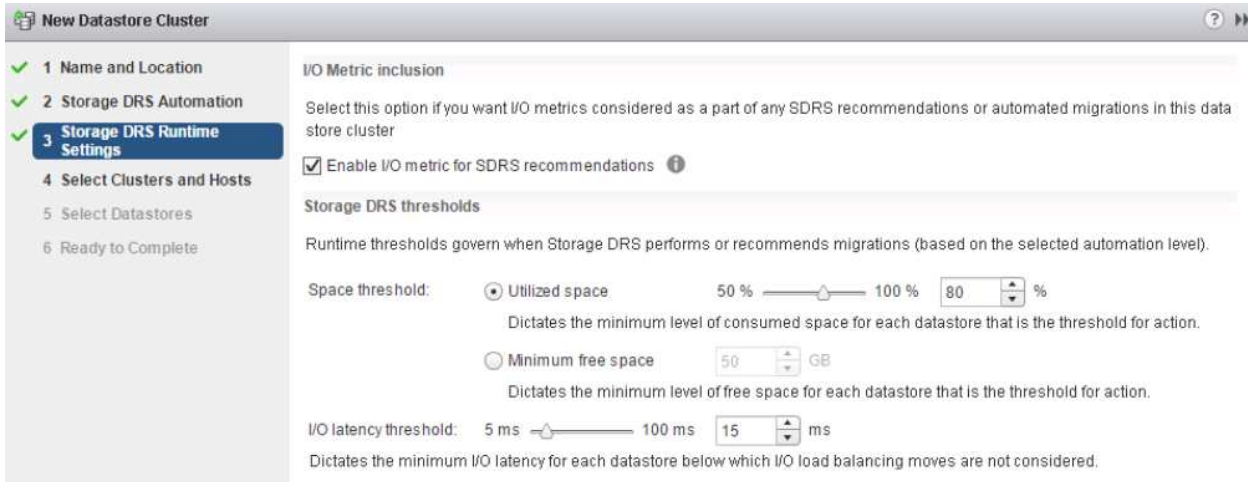 New Datastore Cluster
?
1 Name and Location
2 Storage DRS Automation
3 Storage DRS Runtime
Settings
4 Select Clusters and Hosts
5 Select Datastores
6 Ready to Complete
I/O Metric inclusion
Select this option if you want I/O metrics considered as a part of any SDRS recommendations or automated migrations in this data
store cluster
Enable I/O metric for SDRS recommendations
Storage DRS thresholds
Runtime thresholds govern when Storage DRS performs or recommends migrations (based on the selected automation level).
Space threshold: Utilized space 50 % 100 % 80 %
Dictates the minimum level of consumed space for each datastore that is the threshold for action.
Minimum free space 50 GB
Dictates the minimum level of free space for each datastore that is the threshold for action.
I/O latency threshold: 5 ms 100 ms 15 ms
Dictates the minimum I/O latency for each datastore below which I/O load balancing moves are not considered.